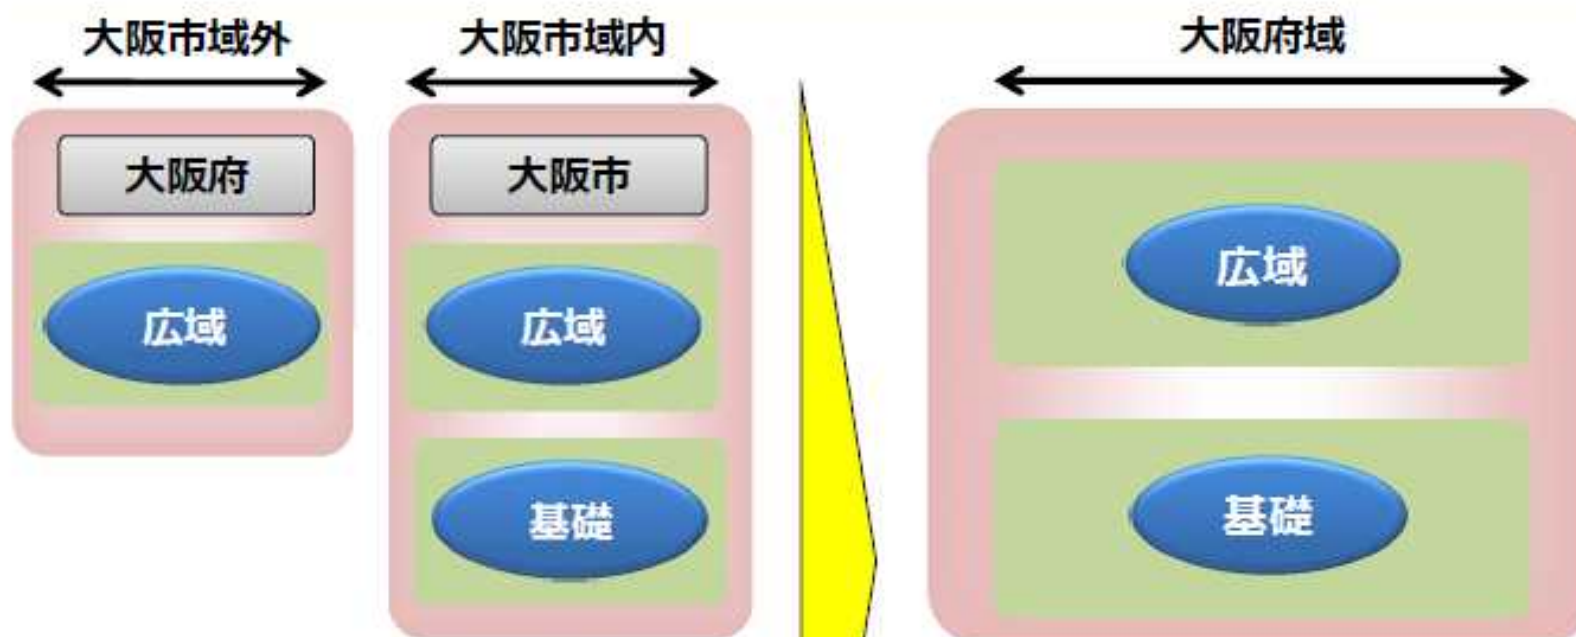 大阪市域外
大阪市域内
大阪府域
大阪府
大阪市
広域
広域
広域
基礎
基礎